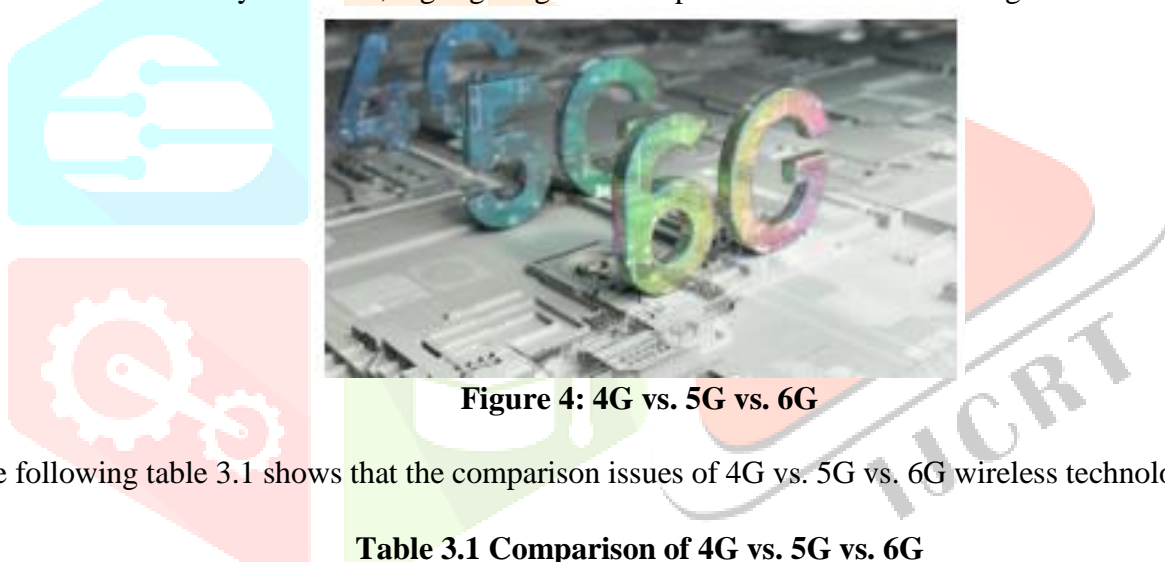 4G
5G
6G
Figure 4: 4G vs. 5G vs. 6G
e following table 3.1 shows that the comparison issues of 4G vs. 5G vs. 6G wireless technolo
IJCRT
Table 3.1 Comparison of 4G vs. 5G vs. 6G